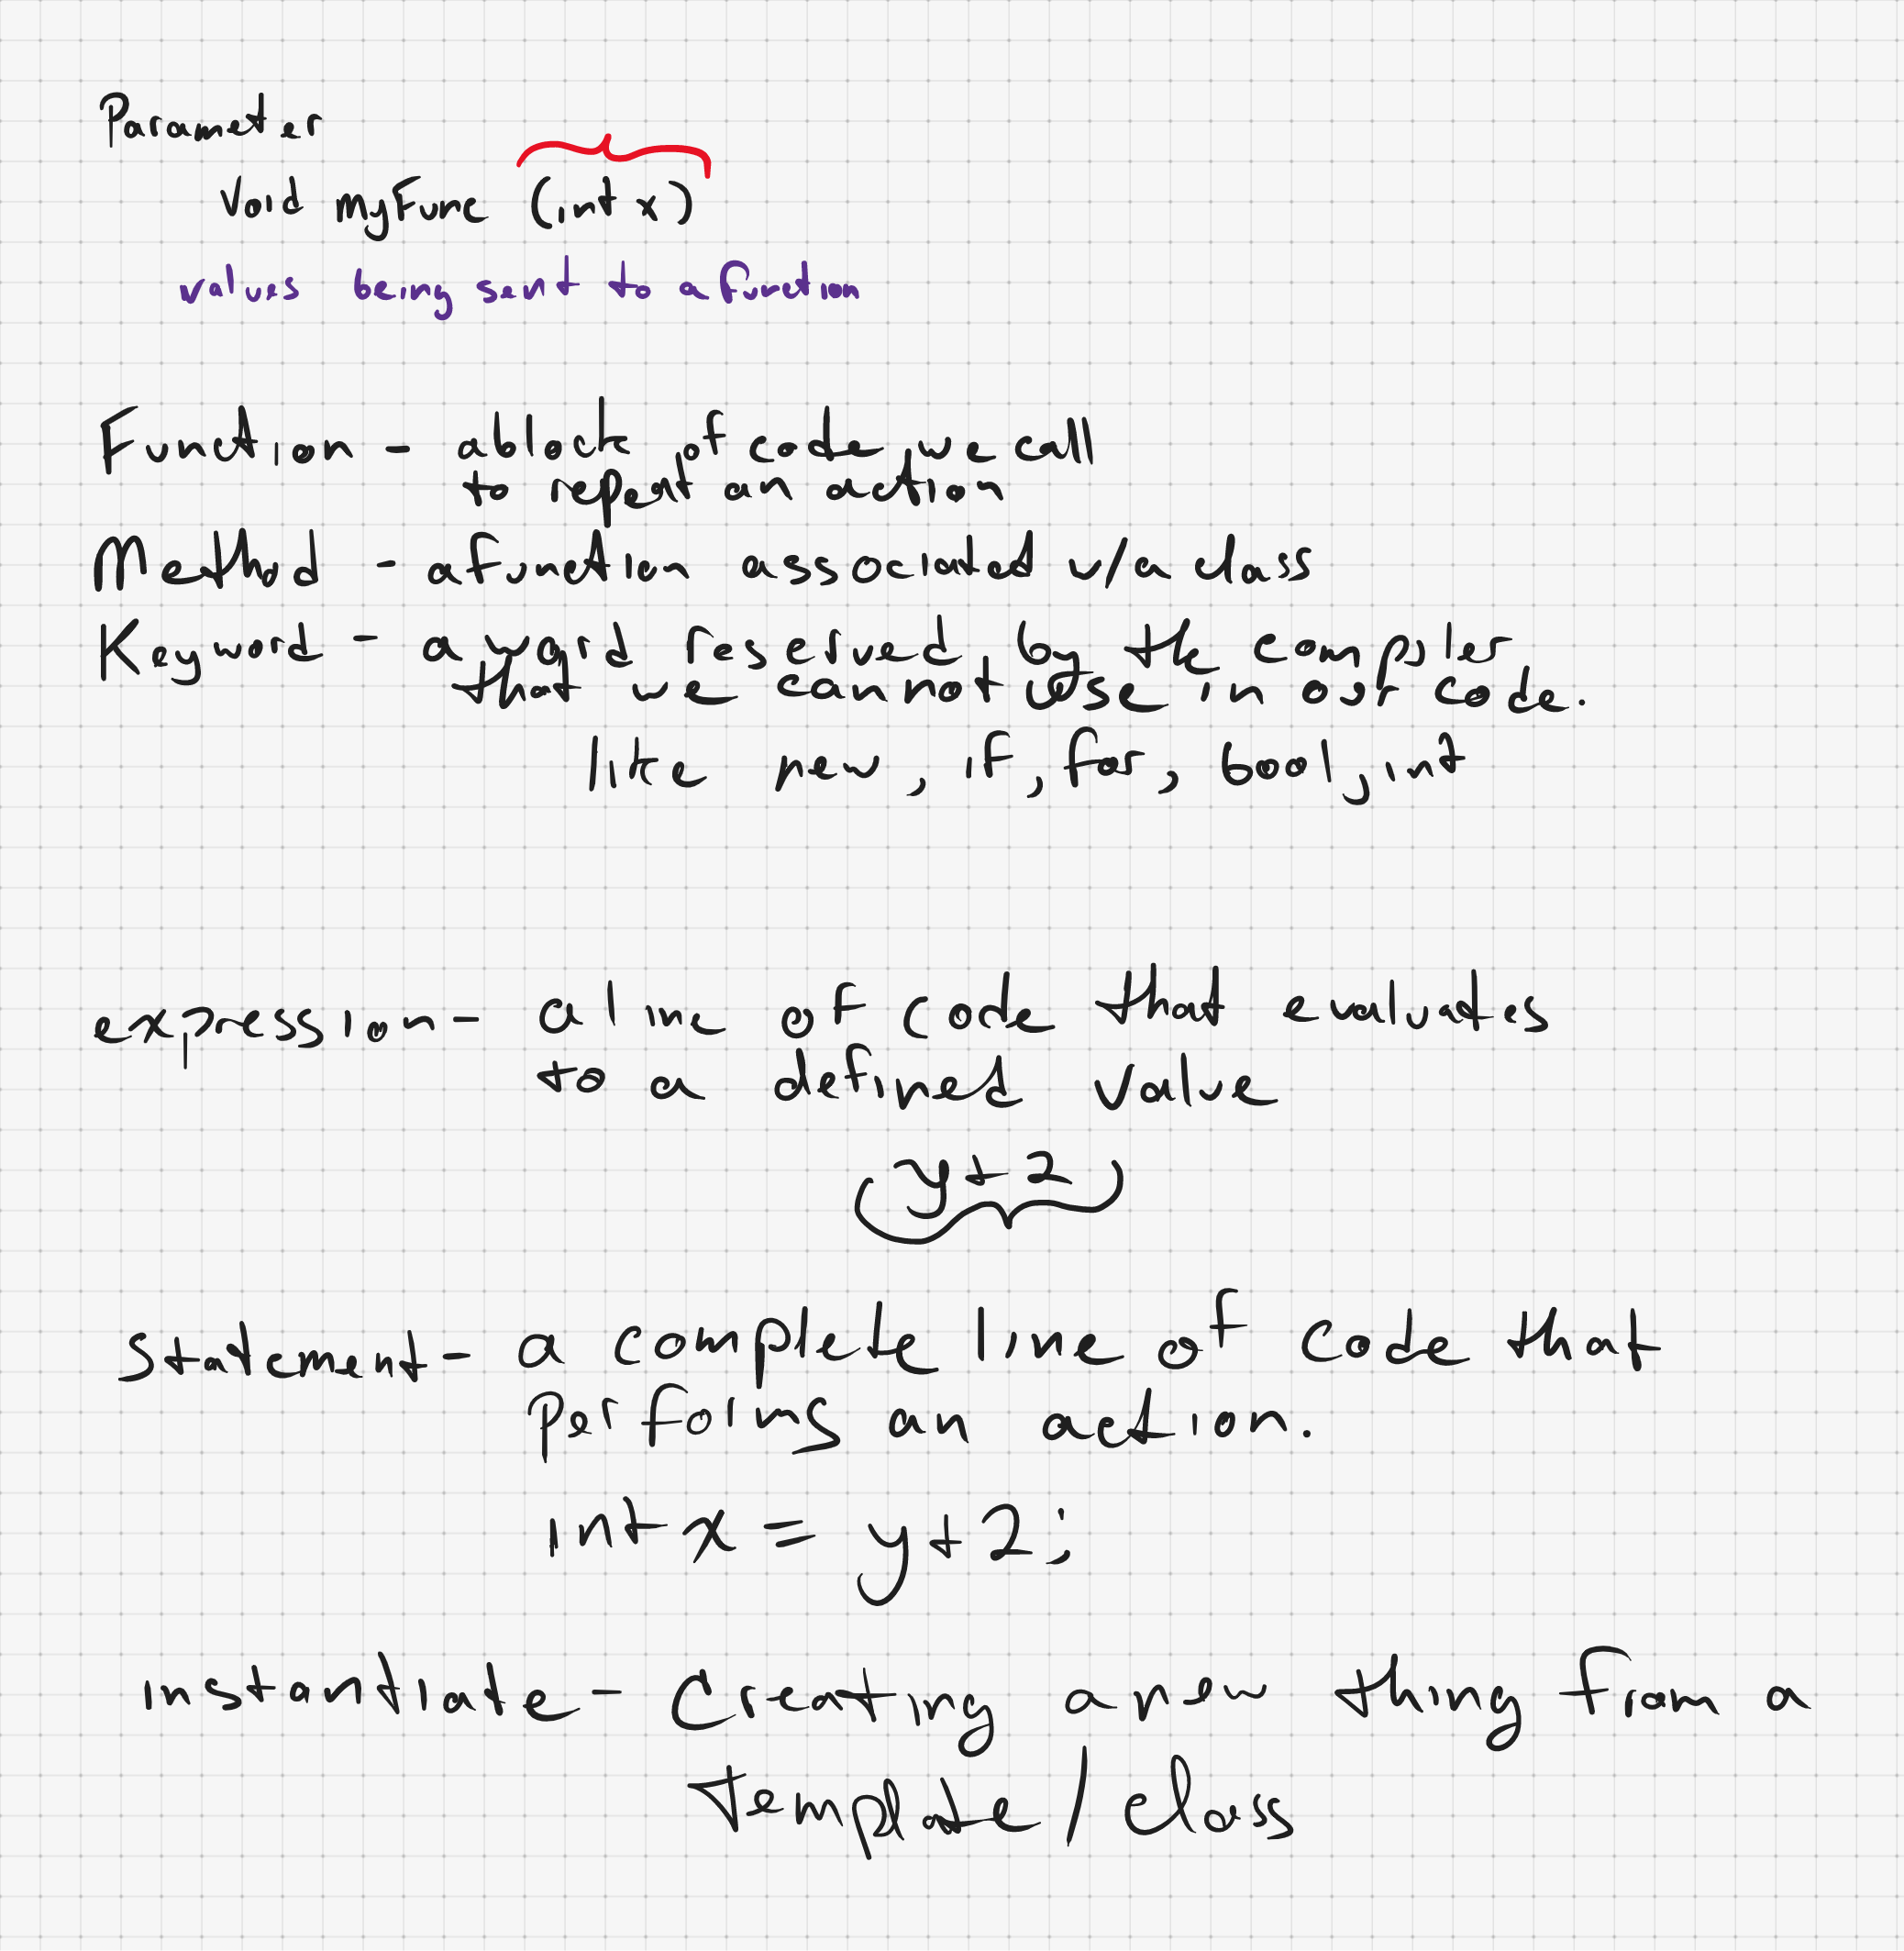 Parameter
Void myFunc (int x)
values being sent to a function
Function - a block of code we call
to repeat an action
Method - a function associated w/a class
Keyword - a word reserved by the compiler
that we cannot use in our code.
like new, if, for, bool, int
expression - a line of code that evaluates
to a defined value
y+2
Statement - a complete line of code that
performs an action.
int x = y+2;
instantiate - Creating a new thing from a
Template/class